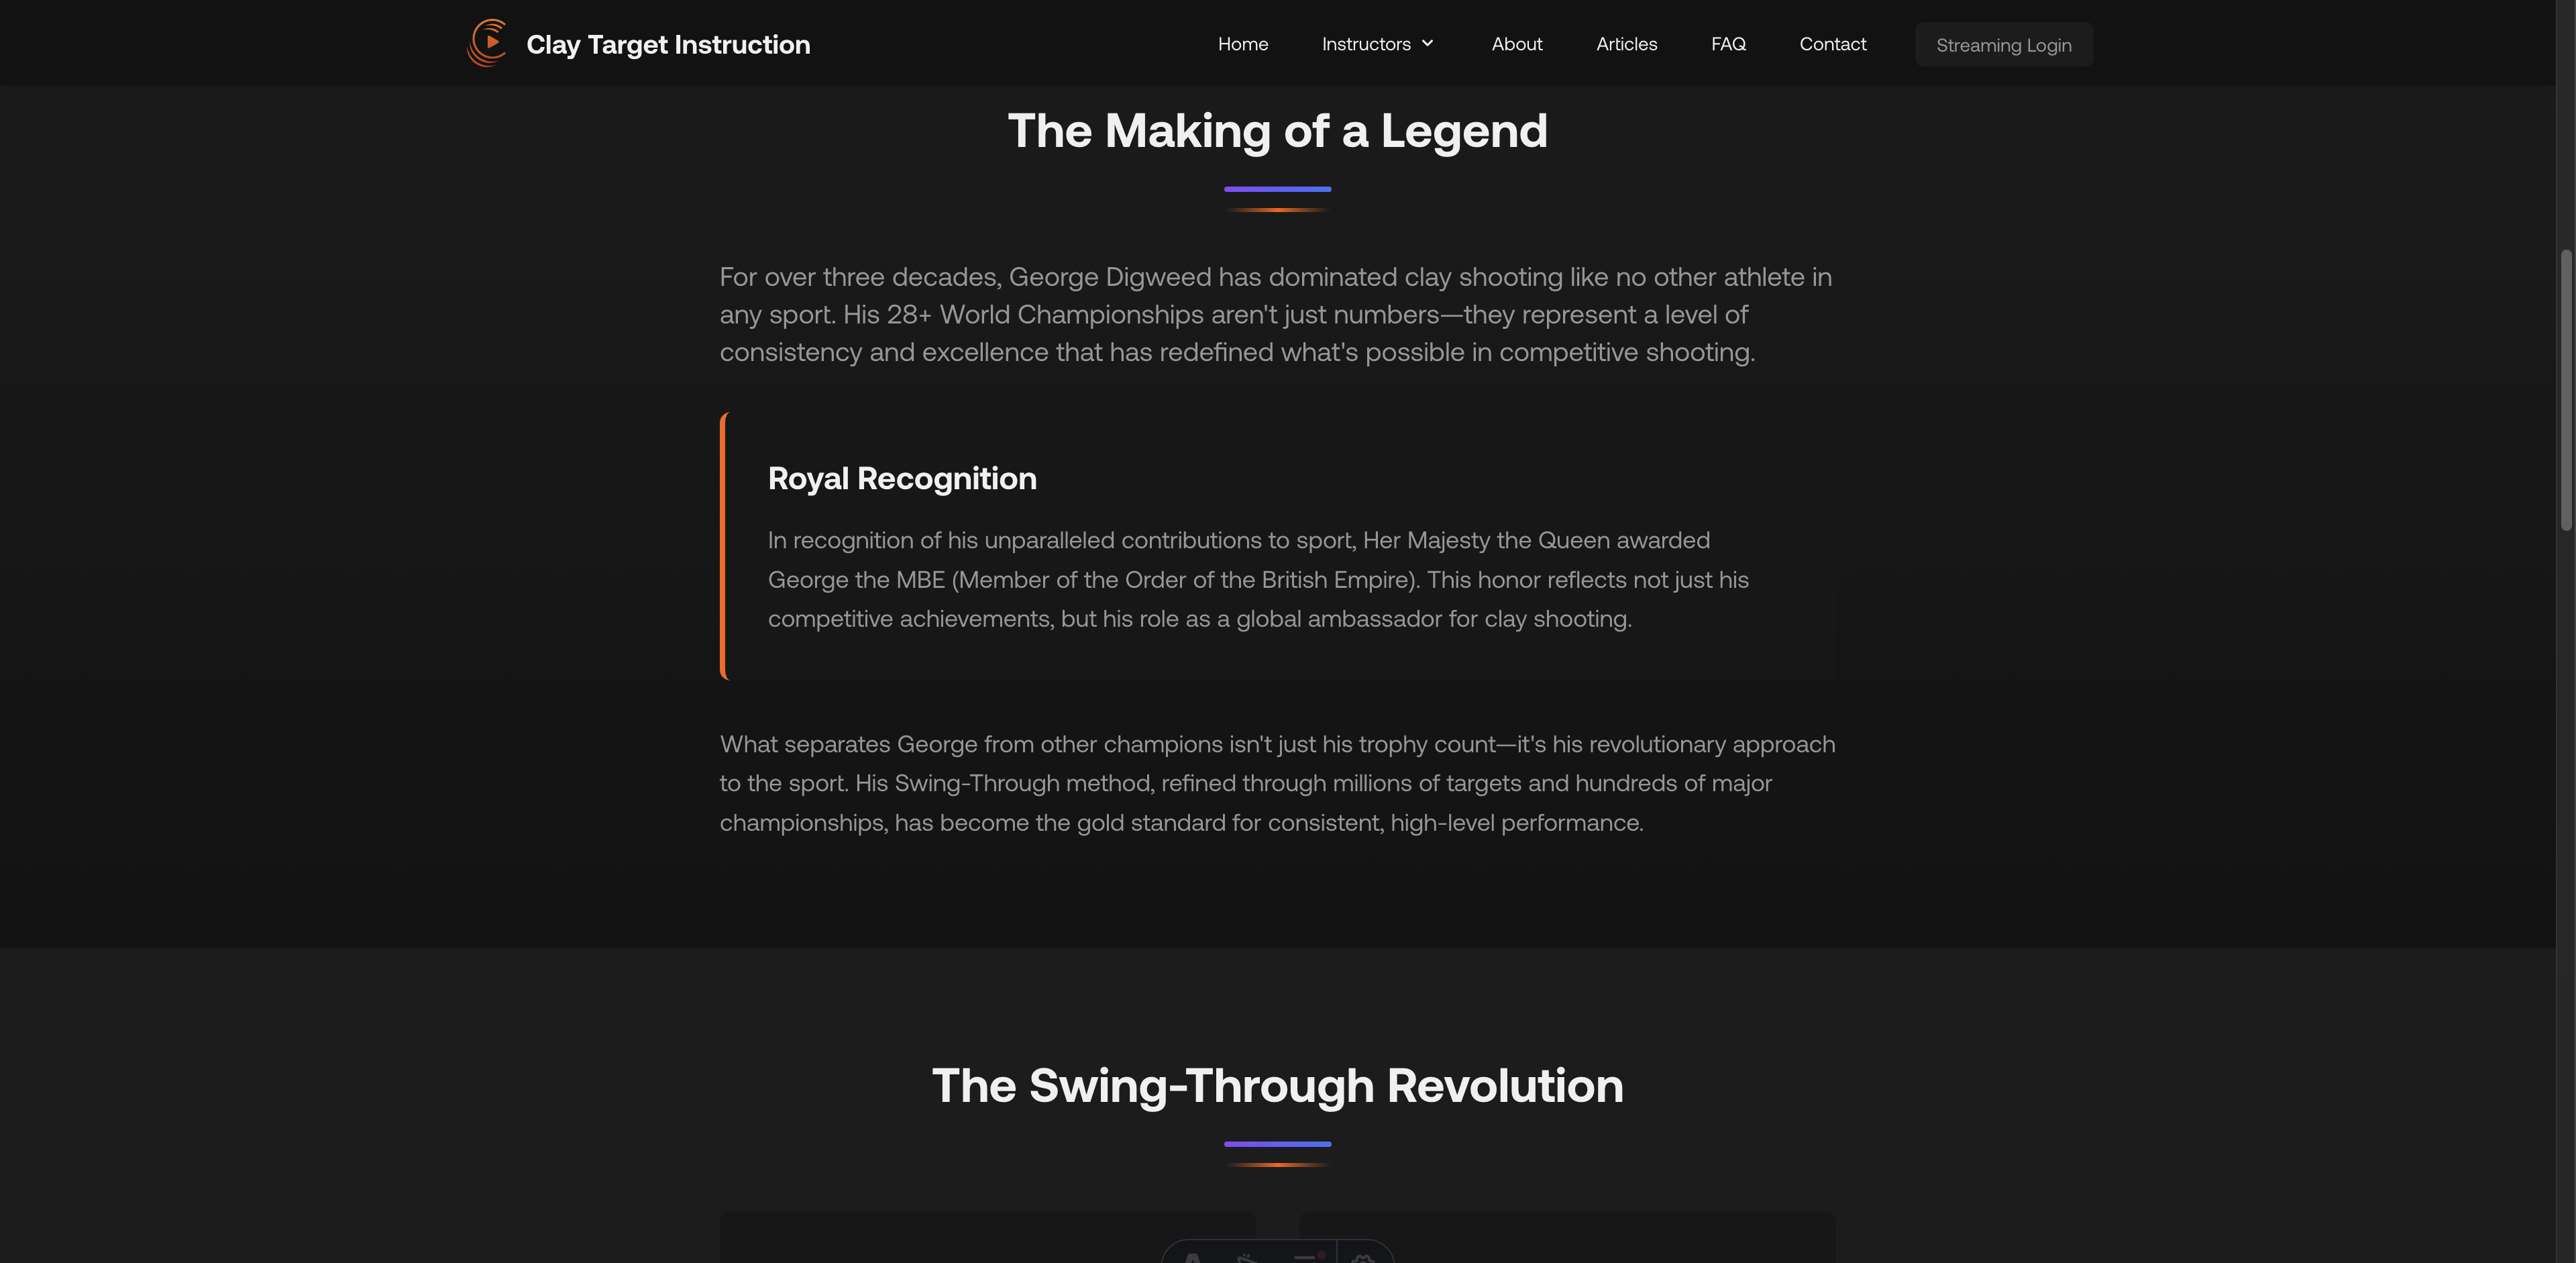 Clay Target Instruction
Home
Instructors
About
Articles
FAQ
Contact
Streaming Login
The Making of a Legend
For over three decades, George Digweed has dominated clay shooting like no other athlete in
any sport. His 28+ World Championships aren't just numbers—they represent a level of
consistency and excellence that has redefined what's possible in competitive shooting.
Royal Recognition
In recognition of his unparalleled contributions to sport, Her Majesty the Queen awarded
George the MBE (Member of the Order of the British Empire). This honor reflects not just his
competitive achievements, but his role as a global ambassador for clay shooting.
What separates George from other champions isn't just his trophy count—it's his revolutionary approach
to the sport. His Swing-Through method, refined through millions of targets and hundreds of major
championships, has become the gold standard for consistent, high-level performance.
The Swing-Through Revolution